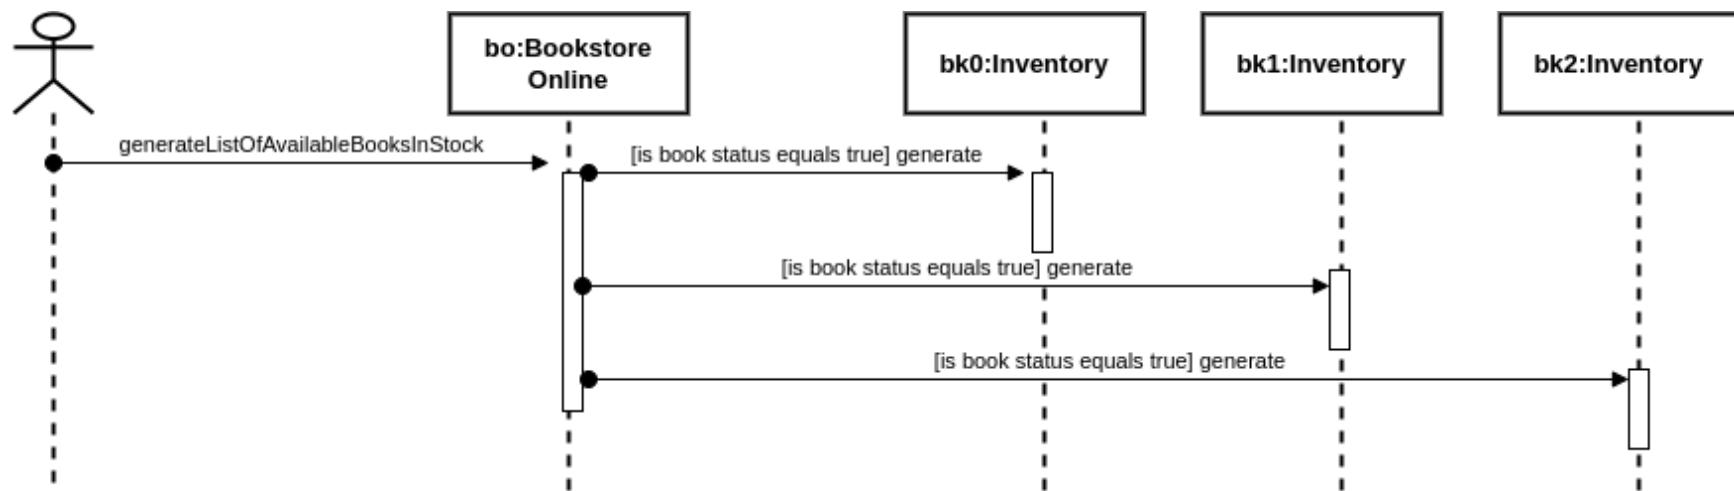 bo:Bookstore
Online
bk0:Inventory
bk1:Inventory
bk2:Inventory
generateListOfAvailableBooksInStock
[is book status equals true] generate
[is book status equals true] generate
[is book status equals true] generate